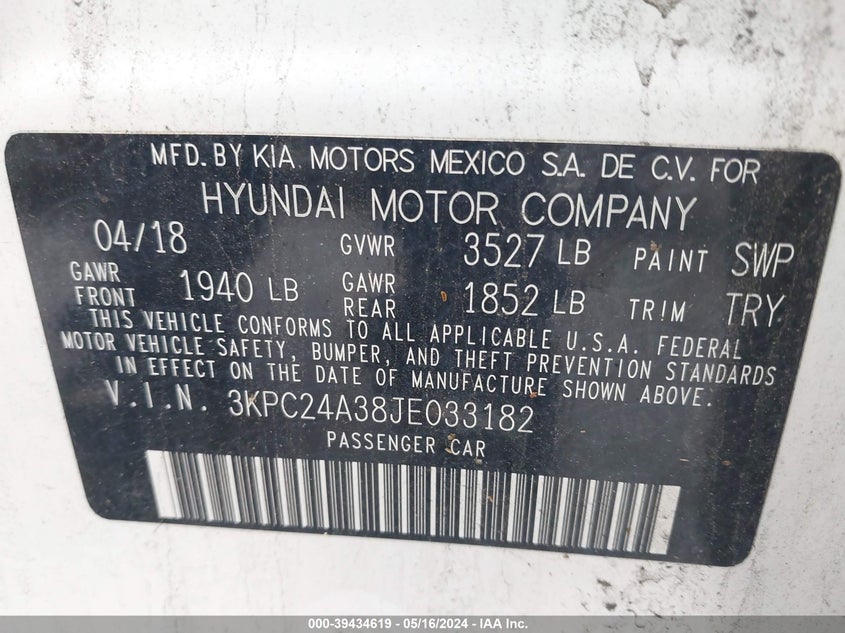 MFD. BY KIA MOTORS MEXICO S.A. DE C.V. FOR
HYUNDAI MOTOR COMPANY
04/18 GVWR 3527 LB PAINT SWP
GAWR FRONT 1940 LB GAWR REAR 1852 LB TRIM TRY
THIS VEHICLE CONFORMS TO ALL APPLICABLE U.S.A. FEDERAL
MOTOR VEHICLE SAFETY, BUMPER, AND THEFT PREVENTION STANDARDS
IN EFFECT ON THE DATE OF MANUFACTURE SHOWN ABOVE.
V.I.N. 3KPC24A38JE033182
PASSENGER CAR
000-39434619 - 05/16/2024 - IAA Inc.